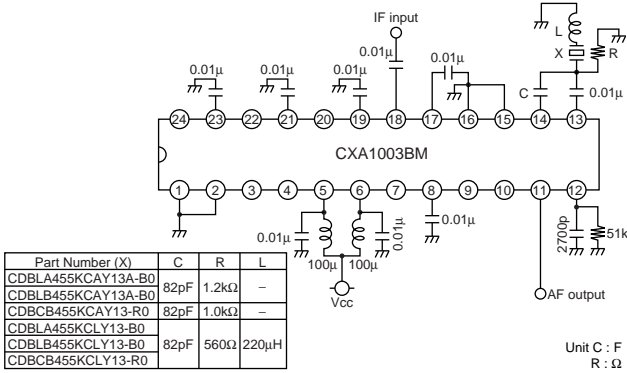 IF input
L
X
R
0.01μ
0.01μ
0.01μ
0.01μ
0.01μ
C
0.01μ
24 23 22 21 20 19 18 17 16 15 14 13
CXA1003BM
1 2 3 4 5 6 7 8 9 10 11 12
0.01μ
0.01μ
0.01μ
2700p
51k
100μ 100μ
Vcc
AF output
Part Number (X) C R L
CDBLA455KCAY13A-B0
CDBLB455KCAY13A-B0
82pF 1.2kΩ –
CDBCB455KCAY13-R0 82pF 1.0kΩ –
CDBLA455KCLY13-B0
CDBLB455KCLY13-B0
82pF 560Ω 220μH
CDBCB455KCLY13-R0
Unit C : F
R : Ω